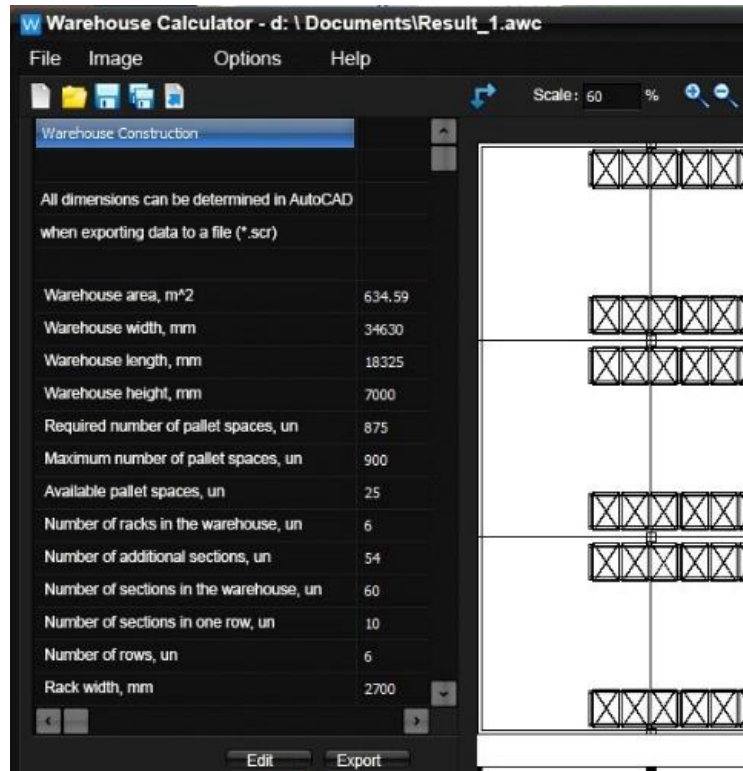 W Warehouse Calculator - d: \ Documents\Result_1.awc
File Image Options Help
Scale: 60 %
Warehouse Construction
All dimensions can be determined in AutoCAD
when exporting data to a file (*.scr)
Warehouse area, m^2 634.59
Warehouse width, mm 34630
Warehouse length, mm 18325
Warehouse height, mm 7000
Required number of pallet spaces, un 875
Maximum number of pallet spaces, un 900
Available pallet spaces, un 25
Number of racks in the warehouse, un 6
Number of additional sections, un 54
Number of sections in the warehouse, un 60
Number of sections in one row, un 10
Number of rows, un 6
Rack width, mm 2700
Edit Export